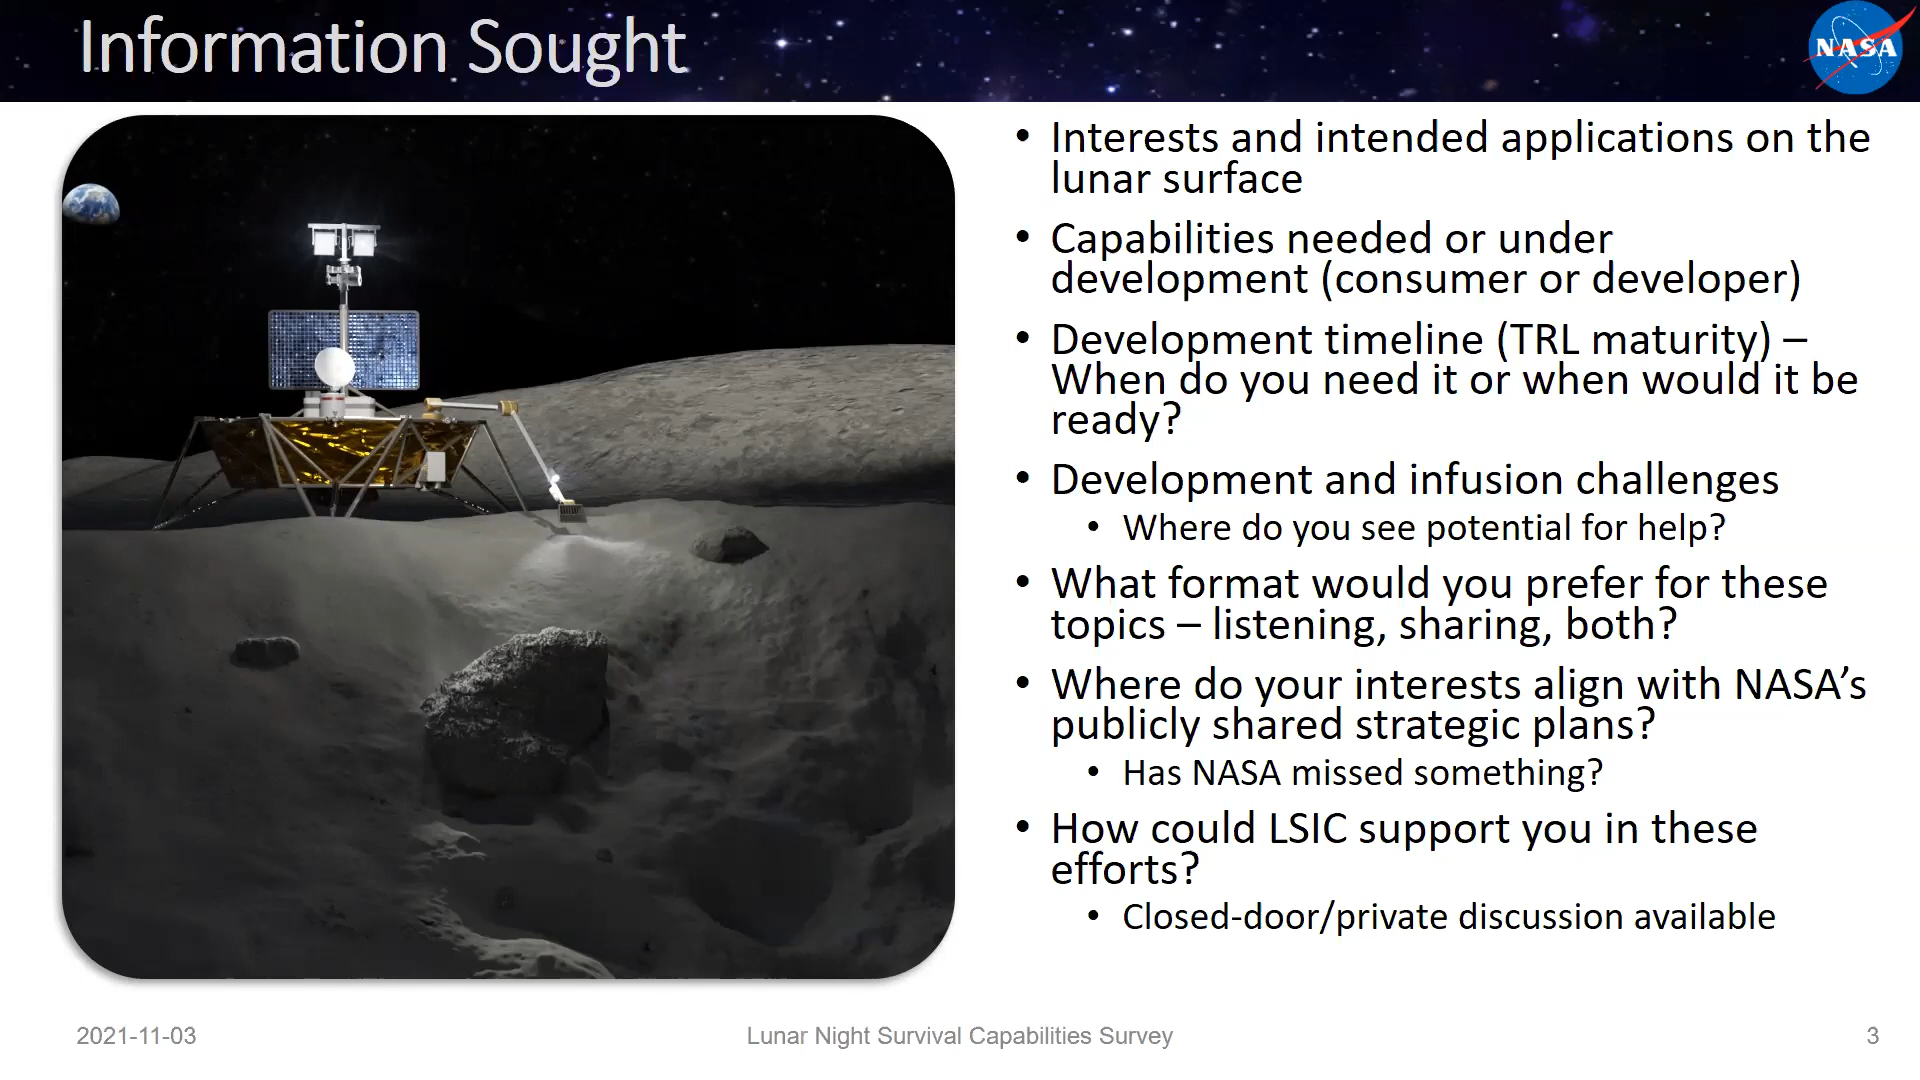 Information Sought
NASA
• Interests and intended applications on the
lunar surface
• Capabilities needed or under
development (consumer or developer)
• Development timeline (TRL maturity) –
When do you need it or when would it be
ready?
• Development and infusion challenges
• Where do you see potential for help?
• What format would you prefer for these
topics – listening, sharing, both?
• Where do your interests align with NASA’s
publicly shared strategic plans?
• Has NASA missed something?
• How could LSIC support you in these
efforts?
• Closed-door/private discussion available
2021-11-03
Lunar Night Survival Capabilities Survey
3